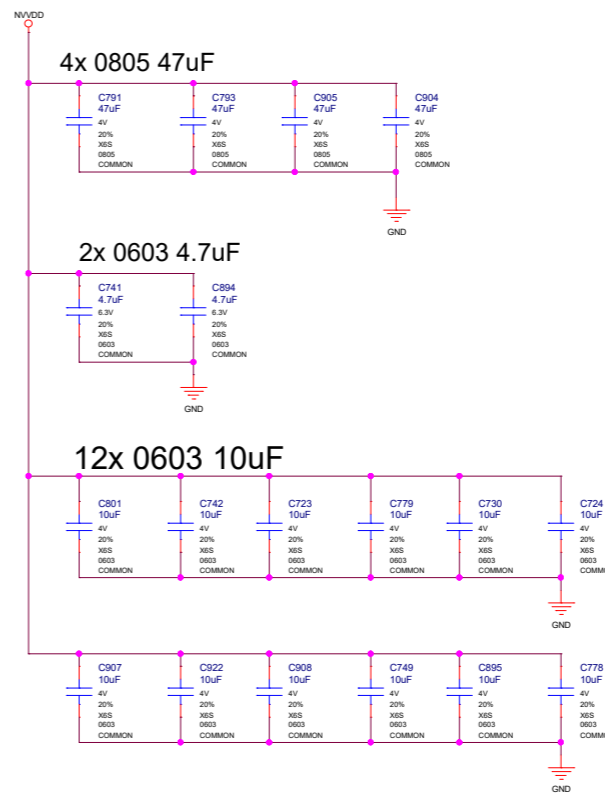 NVVDD
4x 0805 47uF
C791 C793 C905 C904
47uF 47uF 47uF 47uF
4V 4V 4V 4V
20% 20% 20% 20%
X6S X6S X6S X6S
0805 0805 0805 0805
COMMON COMMON COMMON COMMON
GND
2x 0603 4.7uF
C741 C894
4.7uF 4.7uF
6.3V 6.3V
20% 20%
X6S X6S
0603 0603
COMMON COMMON
GND
12x 0603 10uF
C801 C742 C723 C779 C730 C724
10uF 10uF 10uF 10uF 10uF 10uF
4V 4V 4V 4V 4V 4V
20% 20% 20% 20% 20% 20%
X6S X6S X6S X6S X6S X6S
0603 0603 0603 0603 0603 0603
COMMON COMMON COMMON COMMON COMMON COMMON
GND
C907 C922 C908 C749 C895 C778
10uF 10uF 10uF 10uF 10uF 10uF
4V 4V 4V 4V 4V 4V
20% 20% 20% 20% 20% 20%
X6S X6S X6S X6S X6S X6S
0603 0603 0603 0603 0603 0603
COMMON COMMON COMMON COMMON COMMON COMMON
GND